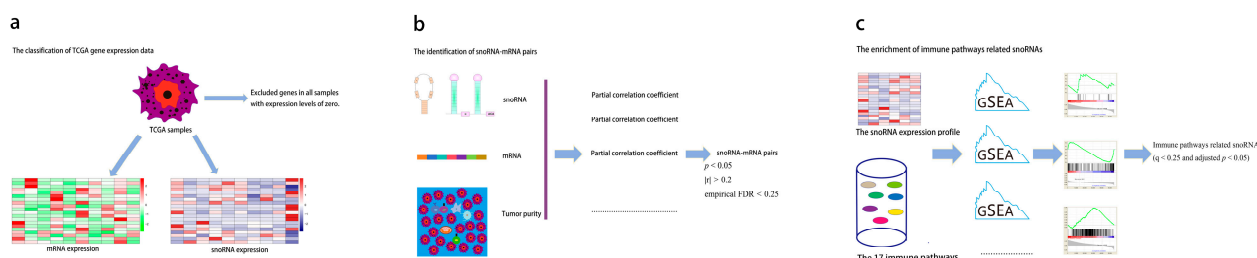 a
The classification of TCGA gene expression data
Excluded genes in all samples
with expression levels of zero.
TCGA samples
mRNA expression
snoRNA expression
b
The identification of snoRNA-mRNA pairs
snoRNA
mRNA
Tumor purity
Partial correlation coefficient
Partial correlation coefficient
Partial correlation coefficient
snoRNA-mRNA pairs
p < 0.05
|r| > 0.2
empirical FDR < 0.25
c
The enrichment of immune pathways related snoRNAs
The snoRNA expression profile
The 17 immune pathways
GSEA
GSEA
GSEA
Immune pathways related snoRNA
(q < 0.25 and adjusted p < 0.05)